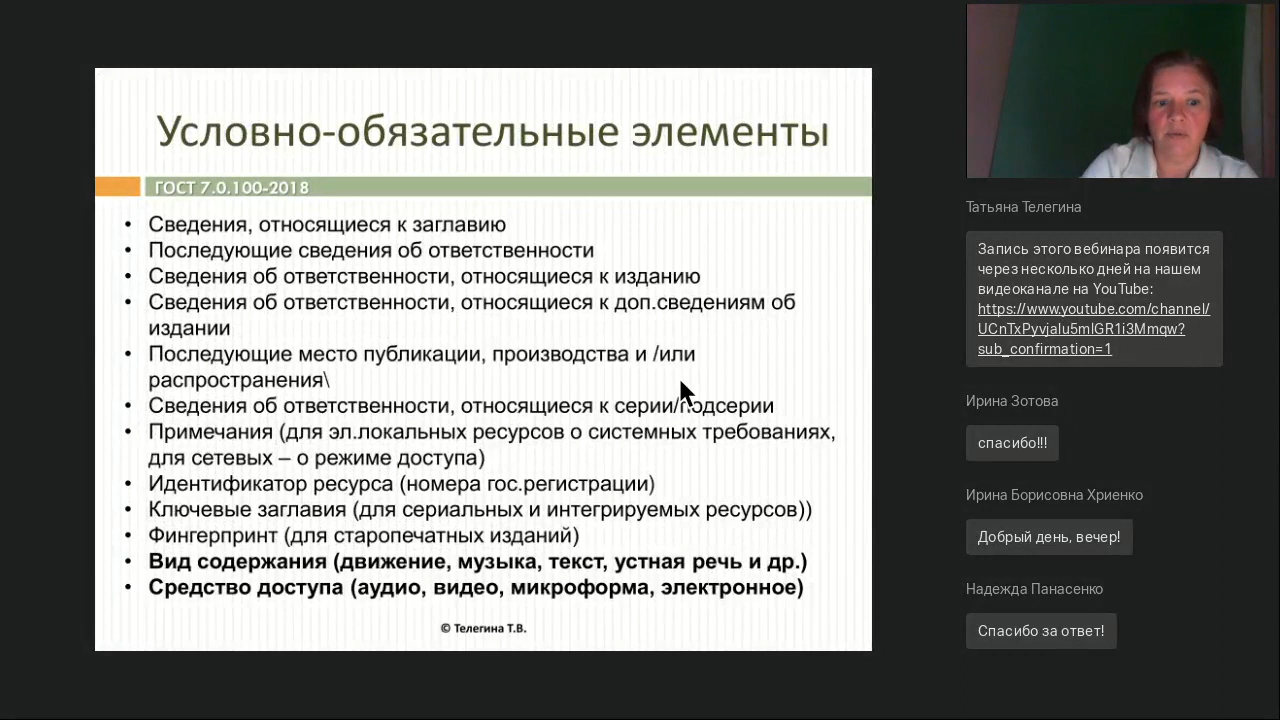 Условно-обязательные элементы
ГОСТ 7.0.100-2018
• Сведения, относящиеся к заглавию
• Последующие сведения об ответственности
• Сведения об ответственности, относящиеся к изданию
• Сведения об ответственности, относящиеся к доп.сведениям об
издании
• Последующие место публикации, производства и /или
распространения\
• Сведения об ответственности, относящиеся к серии/подсерии
• Примечания (для эл.локальных ресурсов о системных требованиях,
для сетевых – о режиме доступа)
• Идентификатор ресурса (номера гос.регистрации)
• Ключевые заглавия (для сериальных и интегрируемых ресурсов))
• Фингерпринт (для старопечатных изданий)
• Вид содержания (движение, музыка, текст, устная речь и др.)
• Средство доступа (аудио, видео, микроформа, электронное)
© Телегина Т.В.
Татьяна Телегина
Запись этого вебинара появится
через несколько дней на нашем
видеоканале на YouTube:
https://www.youtube.com/channel/
UCnTxPyvjaIu5mlGR1i3Mmqw?
sub_confirmation=1
Ирина Зотова
спасибо!!!
Ирина Борисовна Хриенко
Добрый день, вечер!
Надежда Панасенко
Спасибо за ответ!